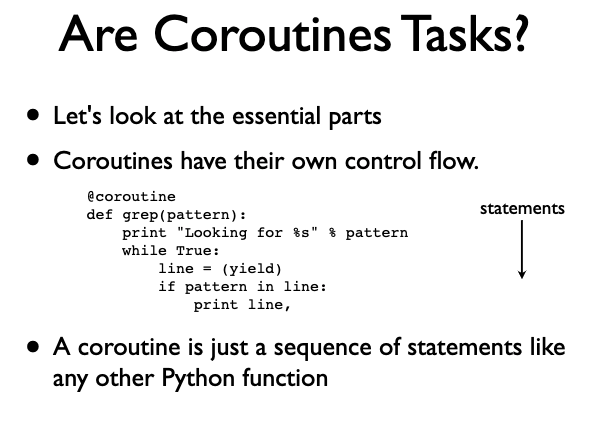 Are Coroutines Tasks?
• Let's look at the essential parts
• Coroutines have their own control flow.
@coroutine
def grep(pattern):
    print "Looking for %s" % pattern
    while True:
        line = (yield)
        if pattern in line:
            print line,
statements
• A coroutine is just a sequence of statements like
any other Python function